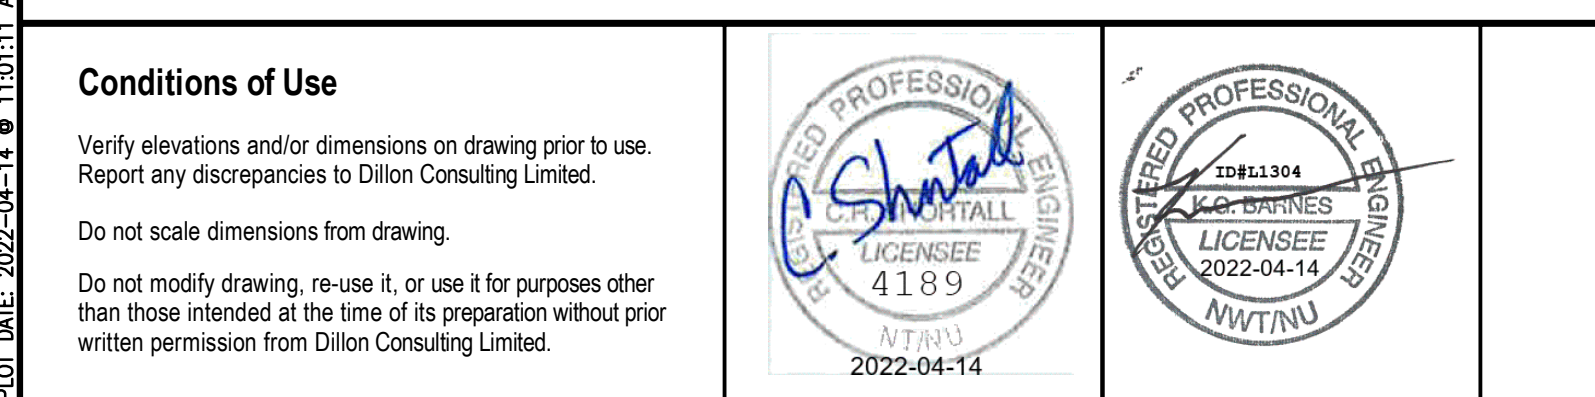 PLOT DATE: 2022-04-14 @ 11:01:11 A
Conditions of Use
Verify elevations and/or dimensions on drawing prior to use.
Report any discrepancies to Dillon Consulting Limited.
Do not scale dimensions from drawing.
Do not modify drawing, re-use it, or use it for purposes other
than those intended at the time of its preparation without prior
written permission from Dillon Consulting Limited.
REGISTERED PROFESSIONAL ENGINEER
C. Shortall
C.R. SHORTALL
LICENSEE
4189
NT/NU
2022-04-14
REGISTERED PROFESSIONAL ENGINEER
ID#L1304
K.G. BARNES
LICENSEE
2022-04-14
NWT/NU